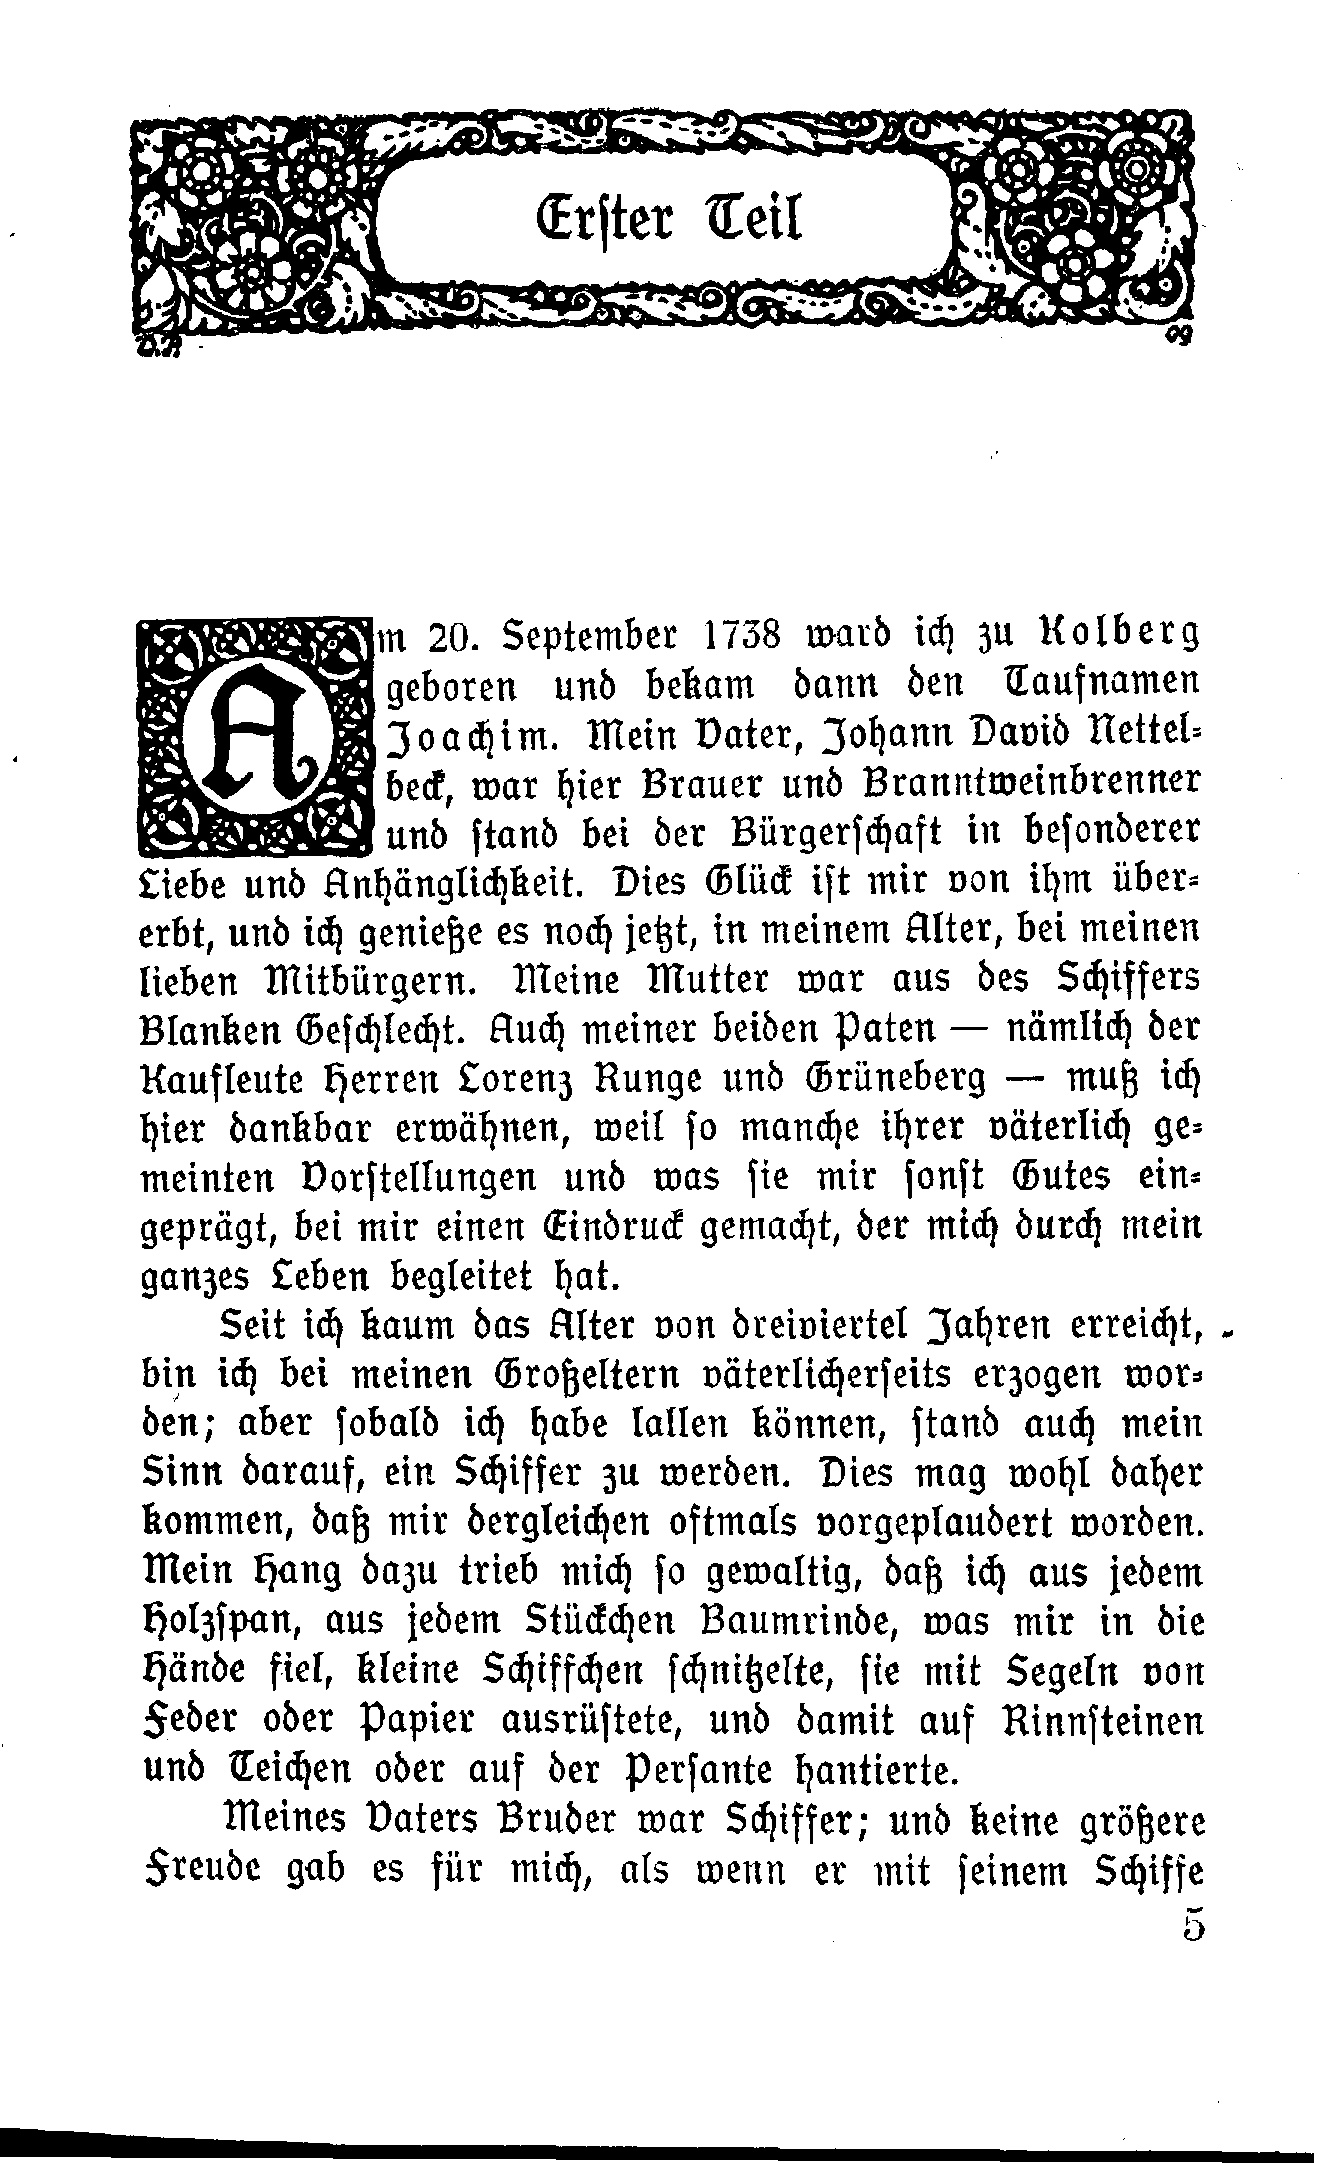 Erſter Teil
Am 20. September 1738 ward ich zu Kolberg
geboren und bekam dann den Taufnamen
Joachim. Mein Vater, Johann David Nettel-
beck, war hier Brauer und Branntweinbrenner
und ſtand bei der Bürgerſchaft in beſonderer
Liebe und Anhänglichkeit. Dies Glück iſt mir von ihm über-
erbt, und ich genieße es noch jetzt, in meinem Alter, bei meinen
lieben Mitbürgern. Meine Mutter war aus des Schiffers
Blanken Geſchlecht. Auch meiner beiden Paten — nämlich der
Kaufleute Herren Lorenz Runge und Grüneberg — muß ich
hier dankbar erwähnen, weil ſo manche ihrer väterlich ge-
meinten Vorſtellungen und was ſie mir ſonſt Gutes ein-
geprägt, bei mir einen Eindruck gemacht, der mich durch mein
ganzes Leben begleitet hat.
Seit ich kaum das Alter von dreiviertel Jahren erreicht,
bin ich bei meinen Großeltern väterlicherſeits erzogen wor-
den; aber ſobald ich habe lallen können, ſtand auch mein
Sinn darauf, ein Schiffer zu werden. Dies mag wohl daher
kommen, daß mir dergleichen oftmals vorgeplaudert worden.
Mein Hang dazu trieb mich ſo gewaltig, daß ich aus jedem
Holzſpan, aus jedem Stückchen Baumrinde, was mir in die
Hände fiel, kleine Schiffchen ſchnitzelte, ſie mit Segeln von
Feder oder Papier ausrüſtete, und damit auf Rinnſteinen
und Teichen oder auf der Perſante hantierte.
Meines Vaters Bruder war Schiffer; und keine größere
Freude gab es für mich, als wenn er mit ſeinem Schiffe
5